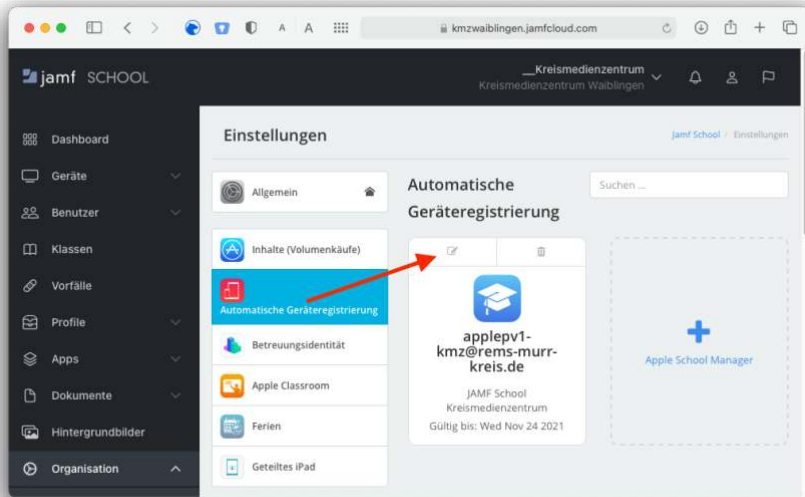 A A
kmzwaiblingen.jamfcloud.com
jamf SCHOOL
__Kreismedienzentrum
Kreismedienzentrum Waiblingen
Dashboard
Geräte
Benutzer
Klassen
Vorfälle
Profile
Apps
Dokumente
Hintergrundbilder
Organisation
Einstellungen
Jamf School / Einstellungen
Allgemein
Inhalte (Volumenkäufe)
Automatische Geräteregistrierung
Betreuungsidentität
Apple Classroom
Ferien
Geteiltes iPad
Automatische
Geräteregistrierung
Suchen ...
applepv1-
kmz@rems-murr-
kreis.de
JAMF School
Kreismedienzentrum
Gültig bis: Wed Nov 24 2021
Apple School Manager